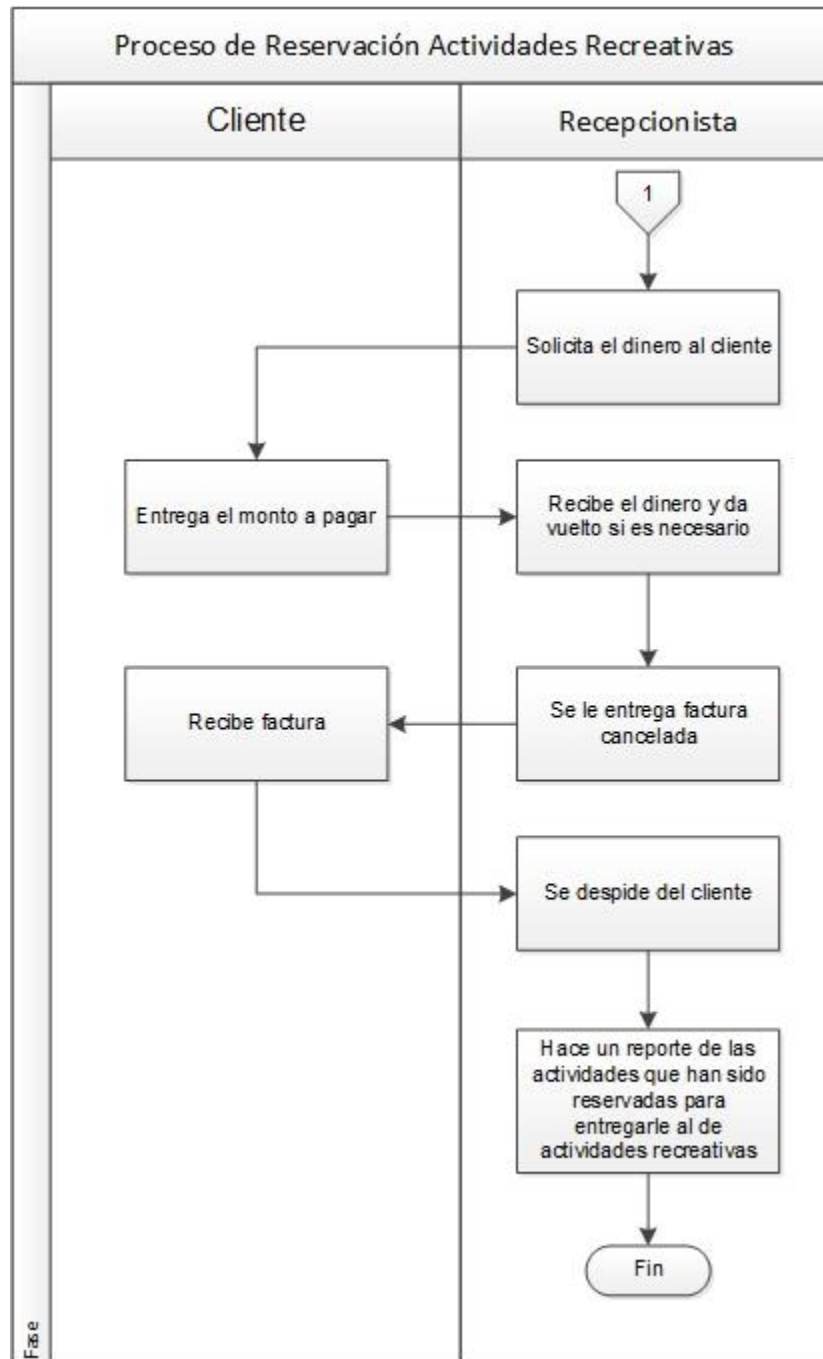 Proceso de Reservación Actividades Recreativas
Cliente
Recepcionista
1
Solicita el dinero al cliente
Entrega el monto a pagar
Recibe el dinero y da
vuelto si es necesario
Se le entrega factura
cancelada
Recibe factura
Se despide del cliente
Hace un reporte de las
actividades que han sido
reservadas para
entregarle al de
actividades recreativas
Fin
Fase